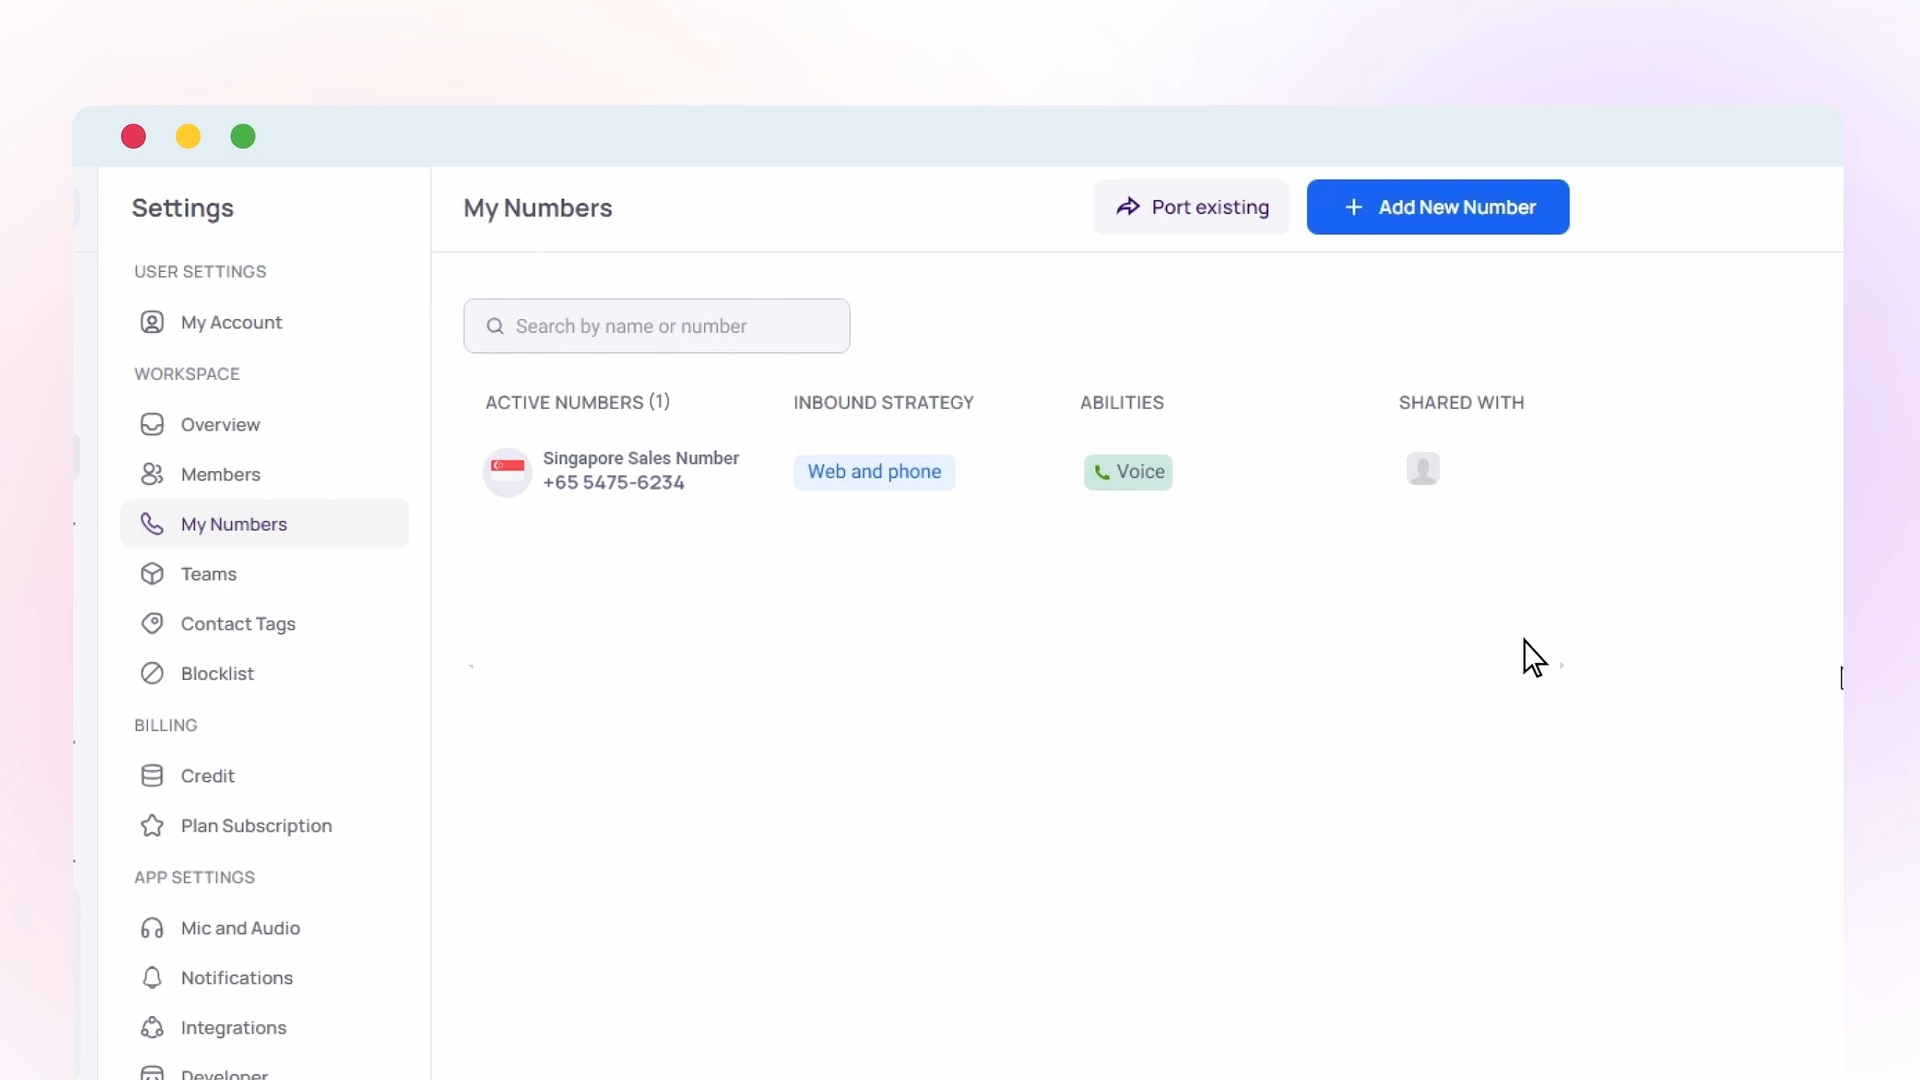 Settings
My Numbers
Port existing
Add New Number
USER SETTINGS
My Account
WORKSPACE
Overview
Members
My Numbers
Teams
Contact Tags
Blocklist
BILLING
Credit
Plan Subscription
APP SETTINGS
Mic and Audio
Notifications
Integrations
Developer
Search by name or number
ACTIVE NUMBERS (1)
INBOUND STRATEGY
ABILITIES
SHARED WITH
Singapore Sales Number
+65 5475-6234
Web and phone
Voice